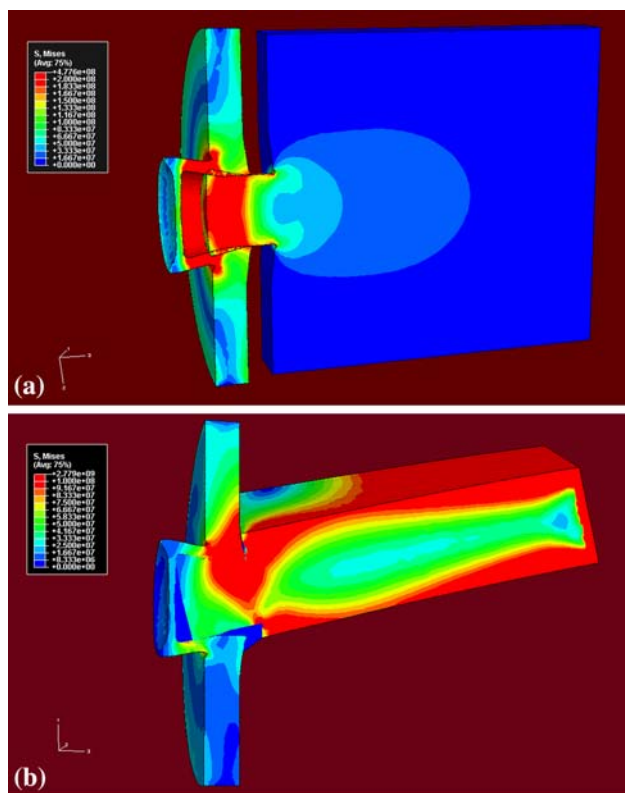 S, Mises
(Avg: 75%)
+4.776e+08
+2.000e+08
+1.833e+08
+1.667e+08
+1.500e+08
+1.333e+08
+1.167e+08
+1.000e+08
+8.333e+07
+6.667e+07
+5.000e+07
+3.333e+07
+1.667e+07
+0.000e+00
(a)
S, Mises
(Avg: 75%)
+2.779e+09
+1.000e+08
+9.167e+07
+8.333e+07
+7.500e+07
+6.667e+07
+5.833e+07
+5.000e+07
+4.167e+07
+3.333e+07
+2.500e+07
+1.667e+07
+8.333e+06
+0.000e+00
(b)